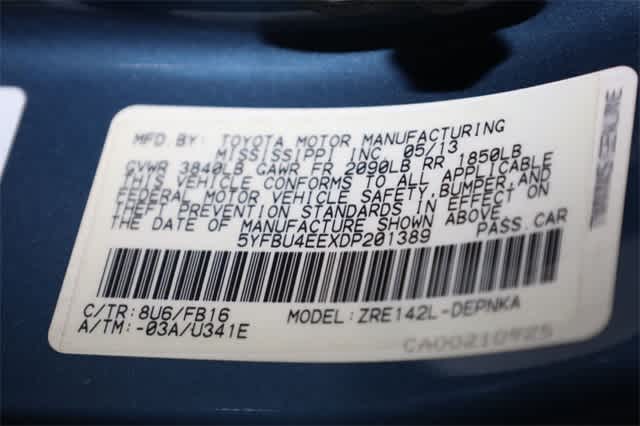 MFD. BY: TOYOTA MOTOR MANUFACTURING
MISSISSIPPI INC. 05/13
GVWR 3840LB GAWR FR 2090LB RR 1850LB
THIS VEHICLE CONFORMS TO ALL APPLICABLE
FEDERAL MOTOR VEHICLE SAFETY, BUMPER, AND
THEFT PREVENTION STANDARDS IN EFFECT ON
THE DATE OF MANUFACTURE SHOWN ABOVE.
5YFBU4EEXDP201389 PASS.CAR
C/TR: 8U6/FB16 MODEL: ZRE142L-DEPNKA
A/TM: -03A/U341E
CA00210925